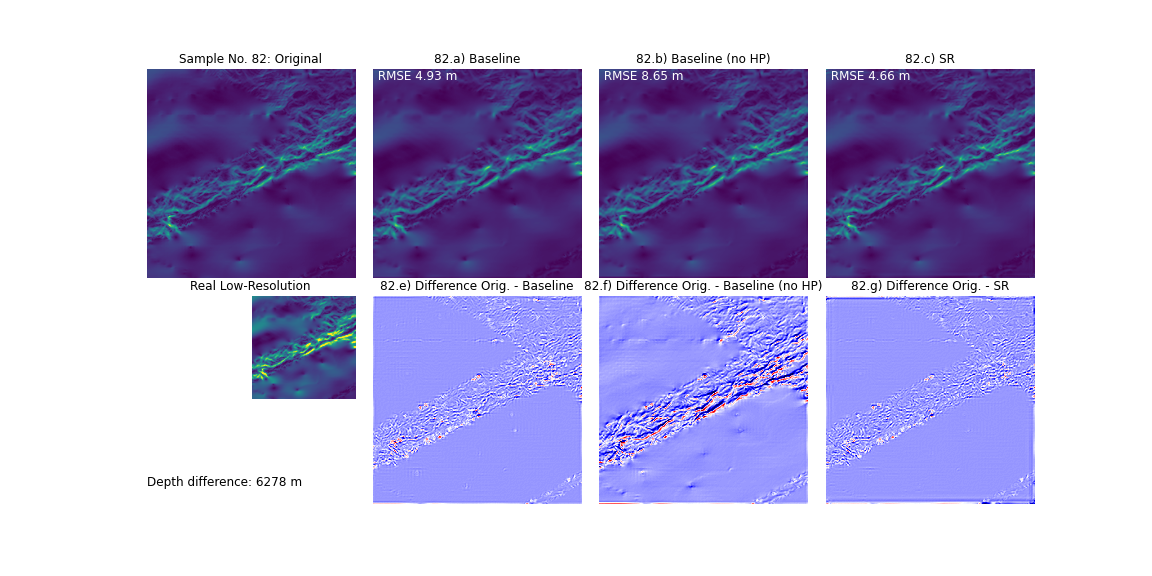 Sample No. 82: Original
82.a) Baseline
82.b) Baseline (no HP)
82.c) SR
RMSE 4.93 m
RMSE 8.65 m
RMSE 4.66 m
Real Low-Resolution
82.e) Difference Orig. - Baseline
82.f) Difference Orig. - Baseline (no HP)
82.g) Difference Orig. - SR
Depth difference: 6278 m